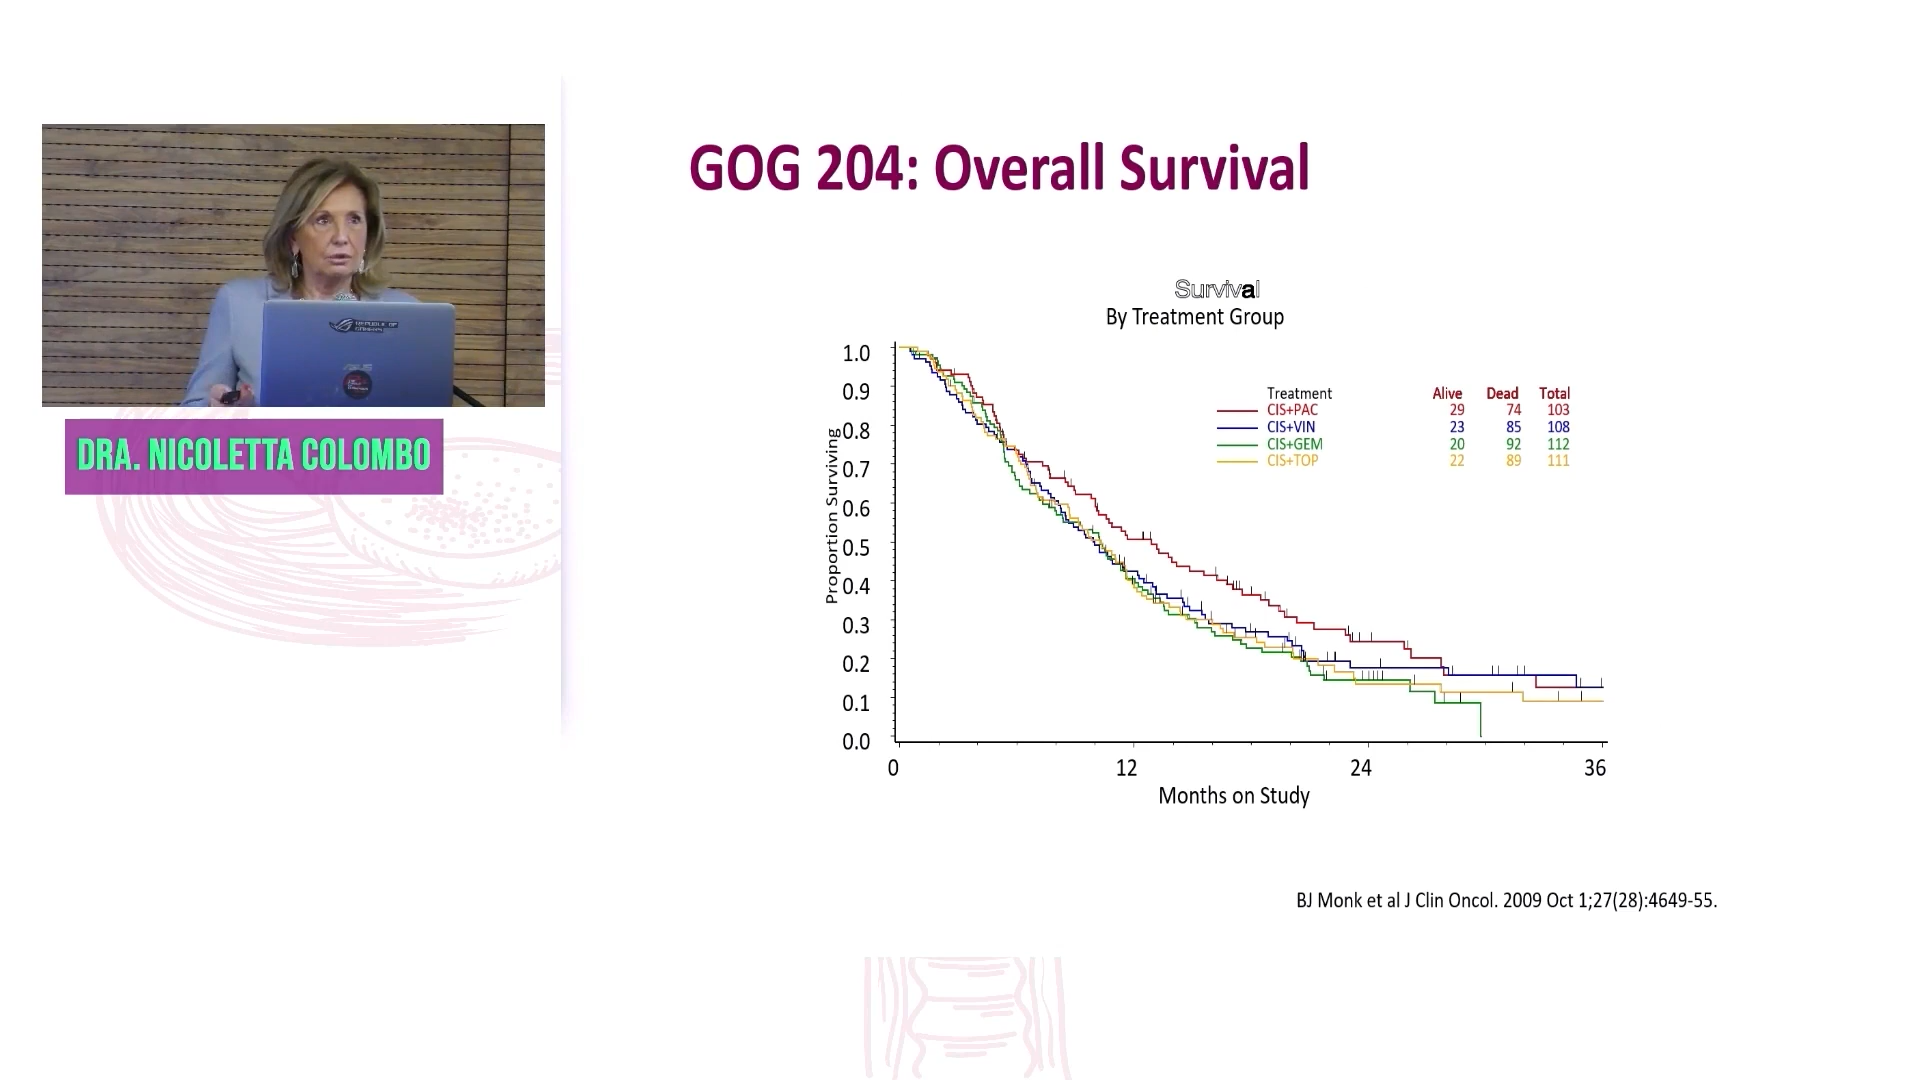 GOG 204: Overall Survival
REPUBLIC OF
GAMERS
DRA. NICOLETTA COLOMBO
Survival
By Treatment Group
Proportion Surviving
1.0
0.9
0.8
0.7
0.6
0.5
0.4
0.3
0.2
0.1
0.0
Treatment Alive Dead Total
CIS+PAC 29 74 103
CIS+VIN 23 85 108
CIS+GEM 20 92 112
CIS+TOP 22 89 111
0 12 24 36
Months on Study
BJ Monk et al J Clin Oncol. 2009 Oct 1;27(28):4649-55.